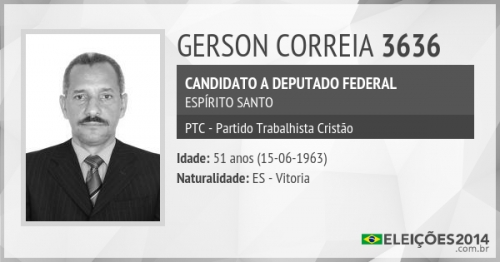 GERSON CORREIA 3636
CANDIDATO A DEPUTADO FEDERAL
ESPÍRITO SANTO
PTC - Partido Trabalhista Cristão
Idade: 51 anos (15-06-1963)
Naturalidade: ES - Vitoria
ELEIÇÕES2014
.com.br